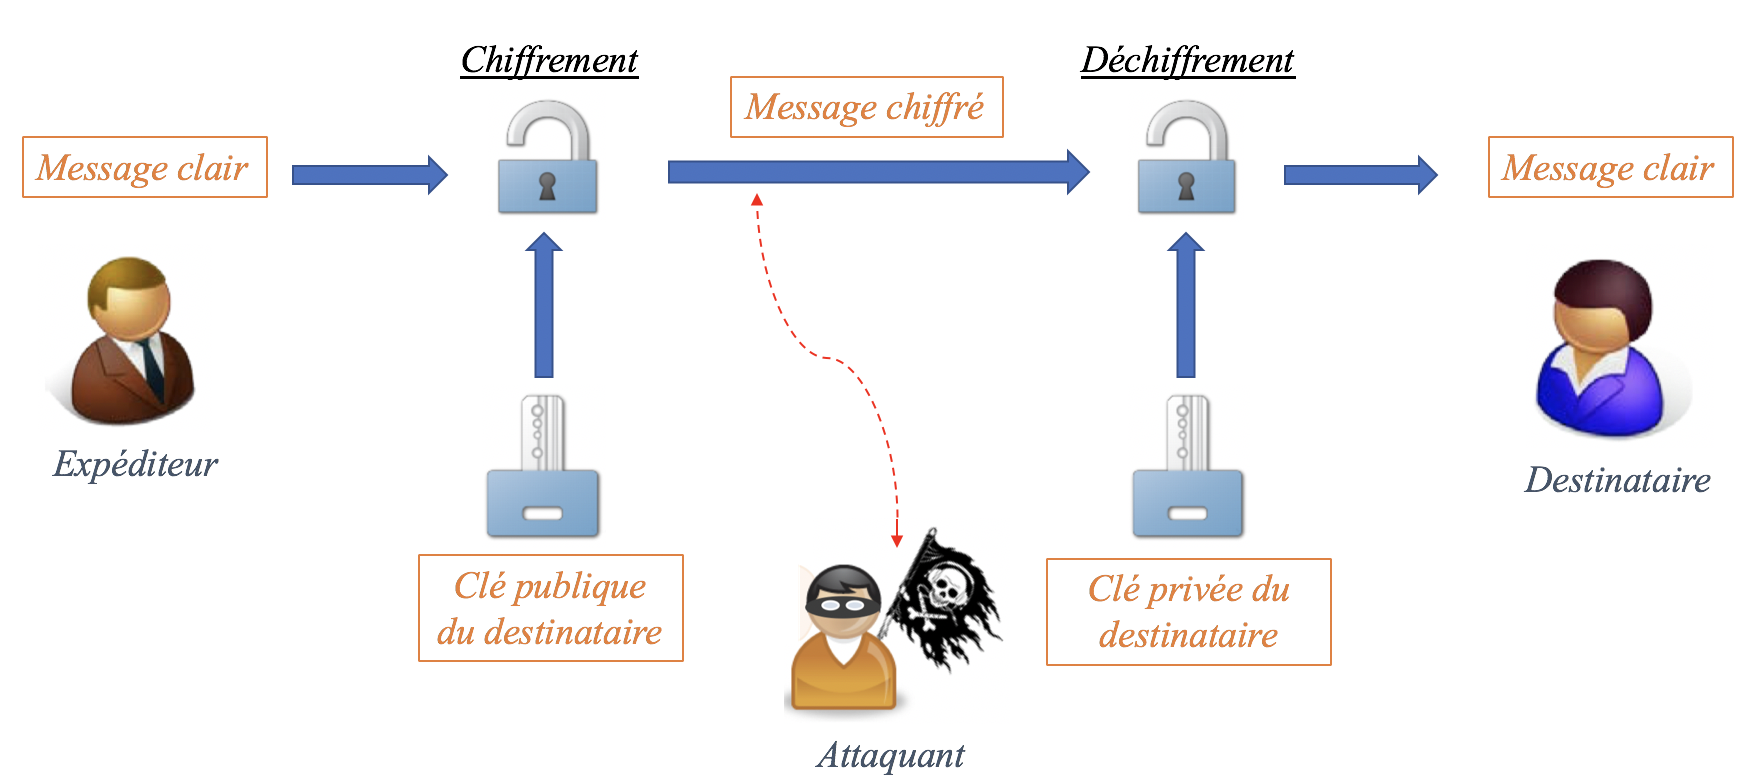 Chiffrement
Déchiffrement
Message chiffré
Message clair
Message clair
Expéditeur
Destinataire
Clé publique
du destinataire
Clé privée du
destinataire
Attaquant